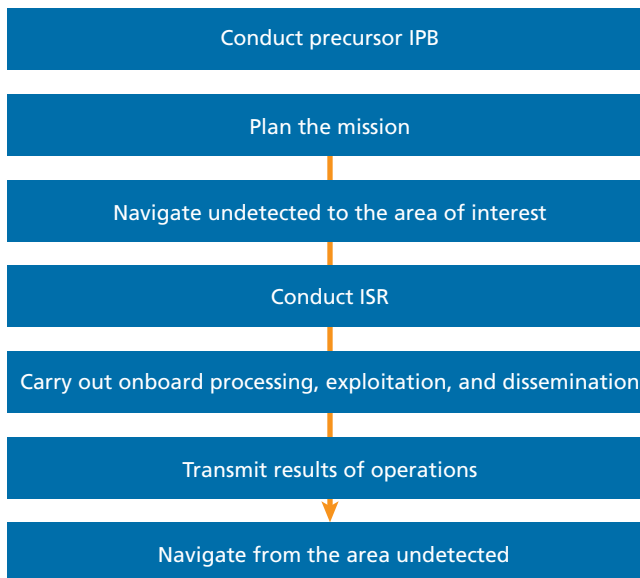 Conduct precursor IPB
Plan the mission
Navigate undetected to the area of interest
Conduct ISR
Carry out onboard processing, exploitation, and dissemination
Transmit results of operations
Navigate from the area undetected